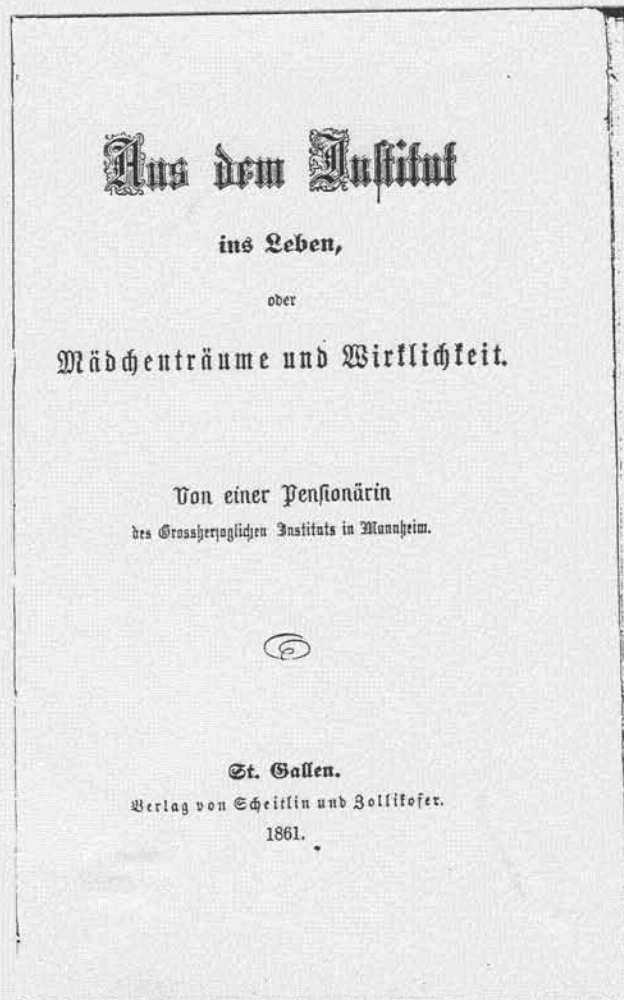 Aus dem Institut
ins Leben,
oder
Mädchenträume und Wirklichkeit.
Von einer Pensionärin
des Grossherzoglichen Instituts in Mannheim.
St. Gallen.
Verlag von Scheitlin und Zollikofer.
1861.